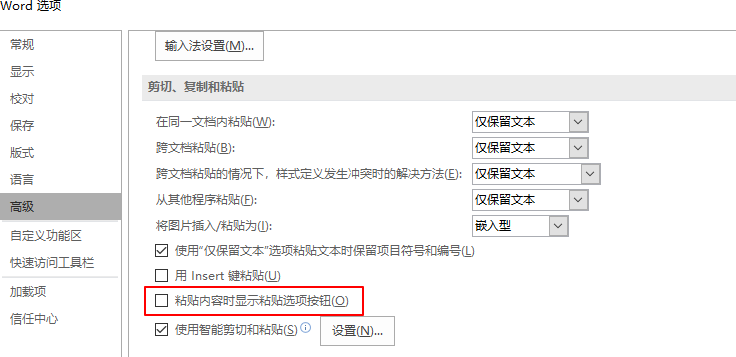 Word 选项
常规
显示
校对
保存
版式
语言
高级
自定义功能区
快速访问工具栏
加载项
信任中心
输入法设置(M)...
剪切、复制和粘贴
在同一文档内粘贴(W): 仅保留文本
跨文档粘贴(B): 仅保留文本
跨文档粘贴的情况下，样式定义发生冲突时的解决方法(E): 仅保留文本
从其他程序粘贴(F): 仅保留文本
将图片插入/粘贴为(I): 嵌入型
使用“仅保留文本”选项粘贴文本时保留项目符号和编号(L)
用 Insert 键粘贴(U)
粘贴内容时显示粘贴选项按钮(O)
使用智能剪切和粘贴(S) 设置(N)...